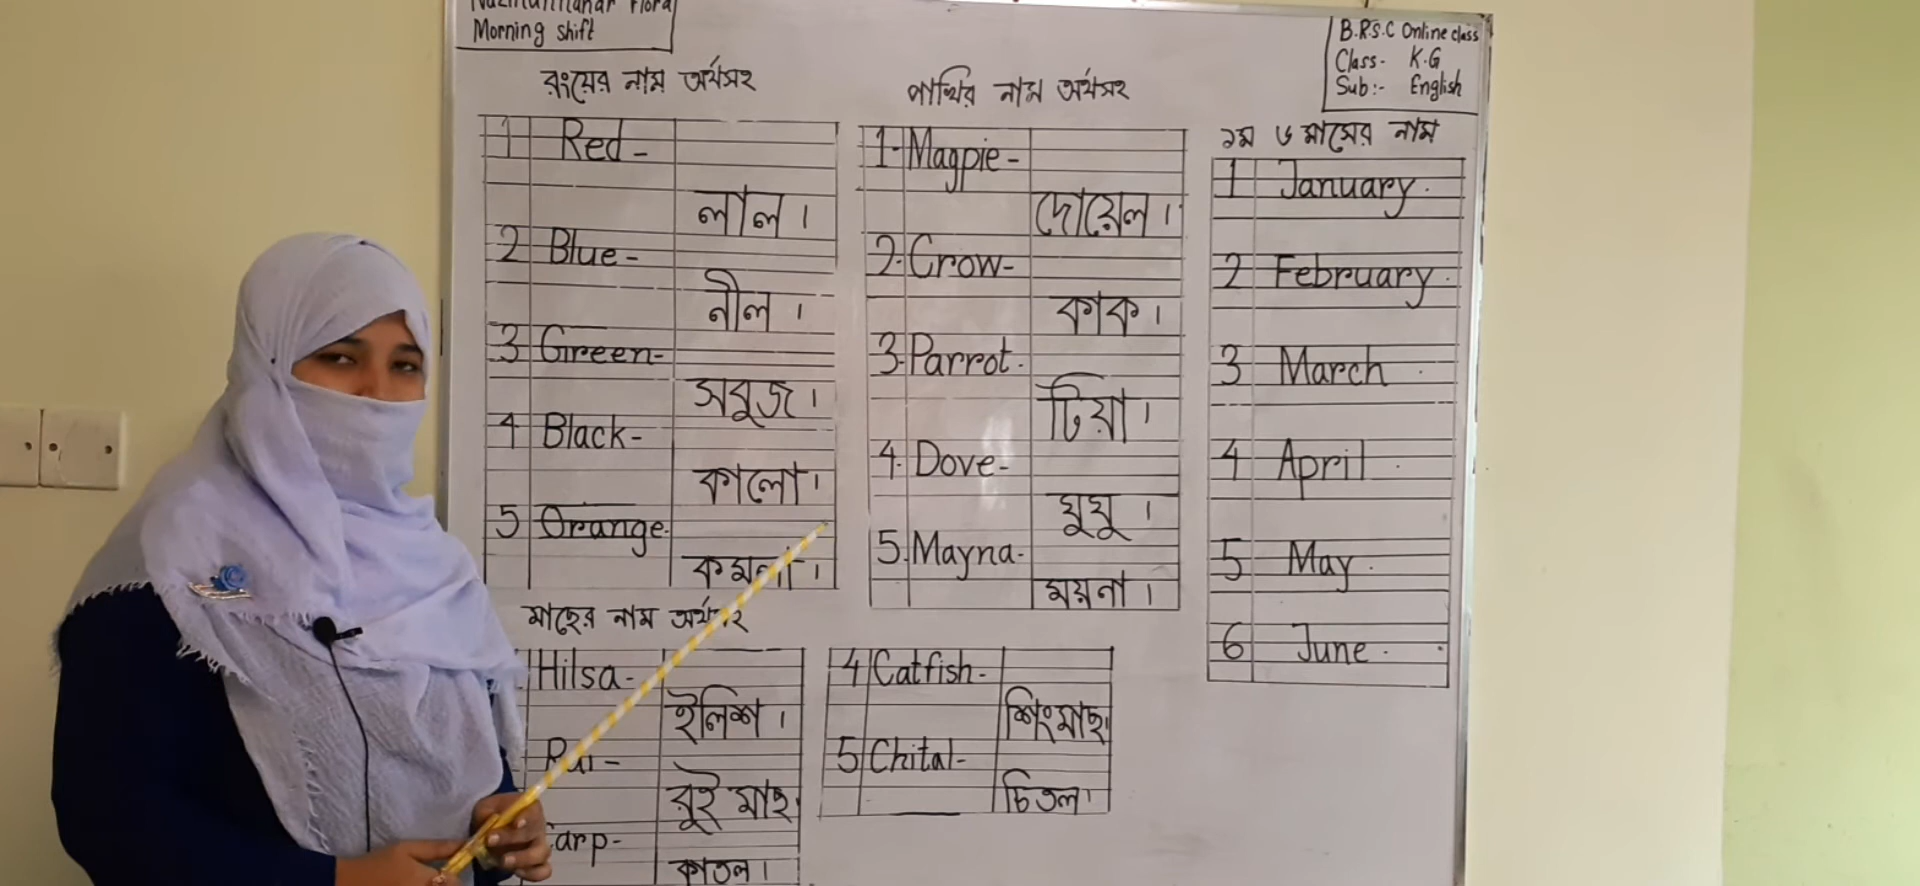 Morning shift
B.R.S.C Online class
Class- K.G
Sub:- English
রংয়ের নাম অর্থসহ
1 Red -
লাল।
2 Blue -
নীল।
3 Green-
সবুজ।
4 Black-
কালো।
5 Orange-
কমলা।
পাখির নাম অর্থসহ
1- Magpie-
দোয়েল।
2. Crow-
কাক।
3. Parrot-
টিয়া।
4. Dove-
ঘুঘু।
5. Mayna-
ময়না।
১ম ৬ মাসের নাম
1 January.
2 February.
3 March.
4 April.
5 May.
6 June.
মাছের নাম অর্থসহ
Hilsa-
ইলিশ।
Rui-
রুই মাছ।
arp-
কাতল।
4 Catfish-
শিংমাছ।
5 Chital-
চিতল।